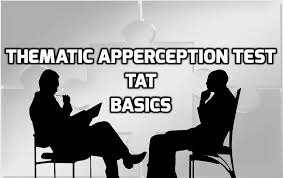 THEMATIC APPERCEPTION TEST
TAT
BASICS